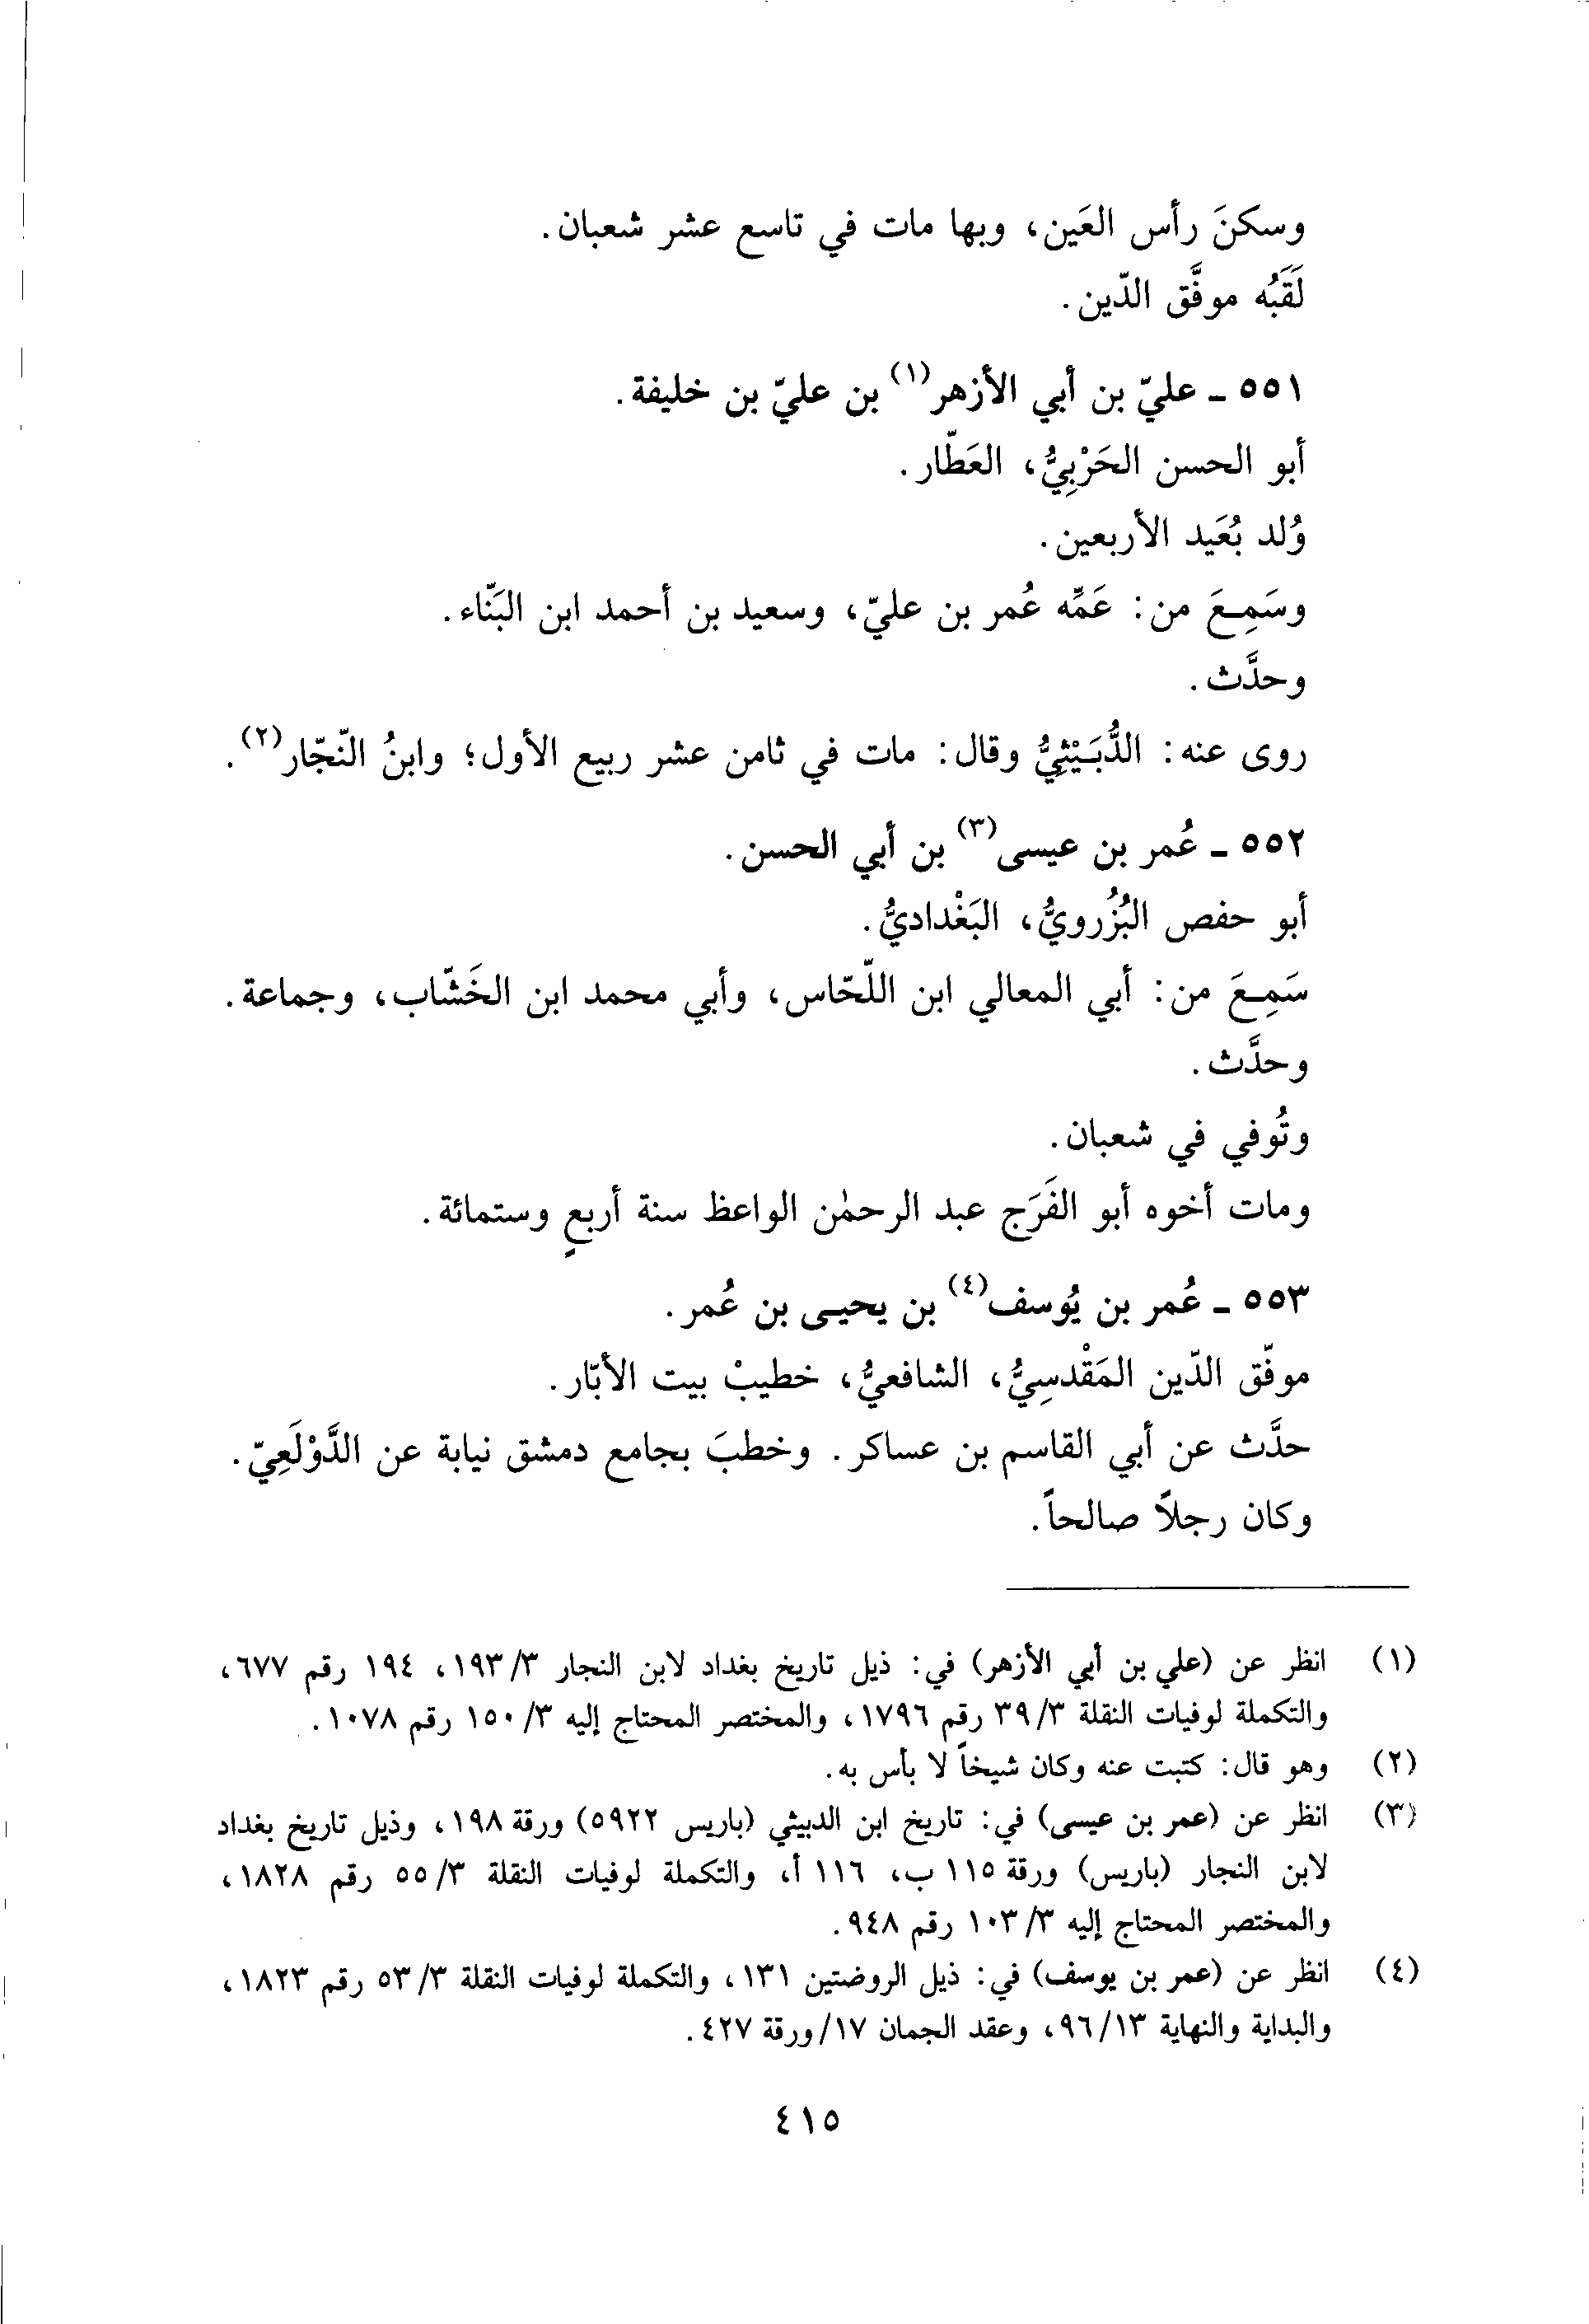 وسكنَ رأس العَين، وبها مات في تاسع عشر شعبان.
لَقَبُه موفَّق الدّين.
٥٥١ ـ عليّ بن أبي الأزهر(١) بن عليّ بن خليفة.
أبو الحسن الحَرْبِيُّ، العَطّار.
وُلد بُعَيد الأربعين.
وسَمِـعَ من: عَمِّه عُمر بن عليّ، وسعيد بن أحمد ابن البَنّاء.
وحدَّث.
روى عنه: الدُّبَـيْثِيُّ وقال: مات في ثامن عشر ربيع الأول؛ وابنُ النّجّار(٢).
٥٥٢ ـ عُمر بن عيسى(٣) بن أبي الحسن.
أبو حفص البُزُرويُّ، البَغْداديُّ.
سَمِـعَ من: أبي المعالي ابن اللّحّاس، وأبي محمد ابن الخَشّاب، وجماعة.
وحدَّث.
وتُوفي في شعبان.
ومات أخوه أبو الفَرَج عبد الرحمٰن الواعظ سنة أربعٍ وستمائة.
٥٥٣ ـ عُمر بن يُوسف(٤) بن يحيـى بن عُمر.
موفّق الدّين المَقْدسِيُّ، الشافعيُّ، خطيبْ بيت الأبّار.
حدَّث عن أبي القاسم بن عساكر. وخطبَ بجامع دمشق نيابة عن الدَّوْلَعِيّ.
وكان رجلاً صالحاً.
(١) انظر عن (علي بن أبي الأزهر) في: ذيل تاريخ بغداد لابن النجار ٣/ ١٩٣، ١٩٤ رقم ٦٧٧،
والتكملة لوفيات النقلة ٣/ ٣٩ رقم ١٧٩٦، والمختصر المحتاج إليه ٣/ ١٥٠ رقم ١٠٧٨.
(٢) وهو قال: كتبت عنه وكان شيخاً لا بأس به.
(٣) انظر عن (عمر بن عيسى) في: تاريخ ابن الدبيثي (باريس ٥٩٢٢) ورقة ١٩٨، وذيل تاريخ بغداد
لابن النجار (باريس) ورقة ١١٥ ب، ١١٦ أ، والتكملة لوفيات النقلة ٣/ ٥٥ رقم ١٨٢٨،
والمختصر المحتاج إليه ٣/ ١٠٣ رقم ٩٤٨.
(٤) انظر عن (عمر بن يوسف) في: ذيل الروضتين ١٣١، والتكملة لوفيات النقلة ٣/ ٥٣ رقم ١٨٢٣،
والبداية والنهاية ١٣/ ٩٦، وعقد الجمان ١٧/ ورقة ٤٢٧.
٤١٥